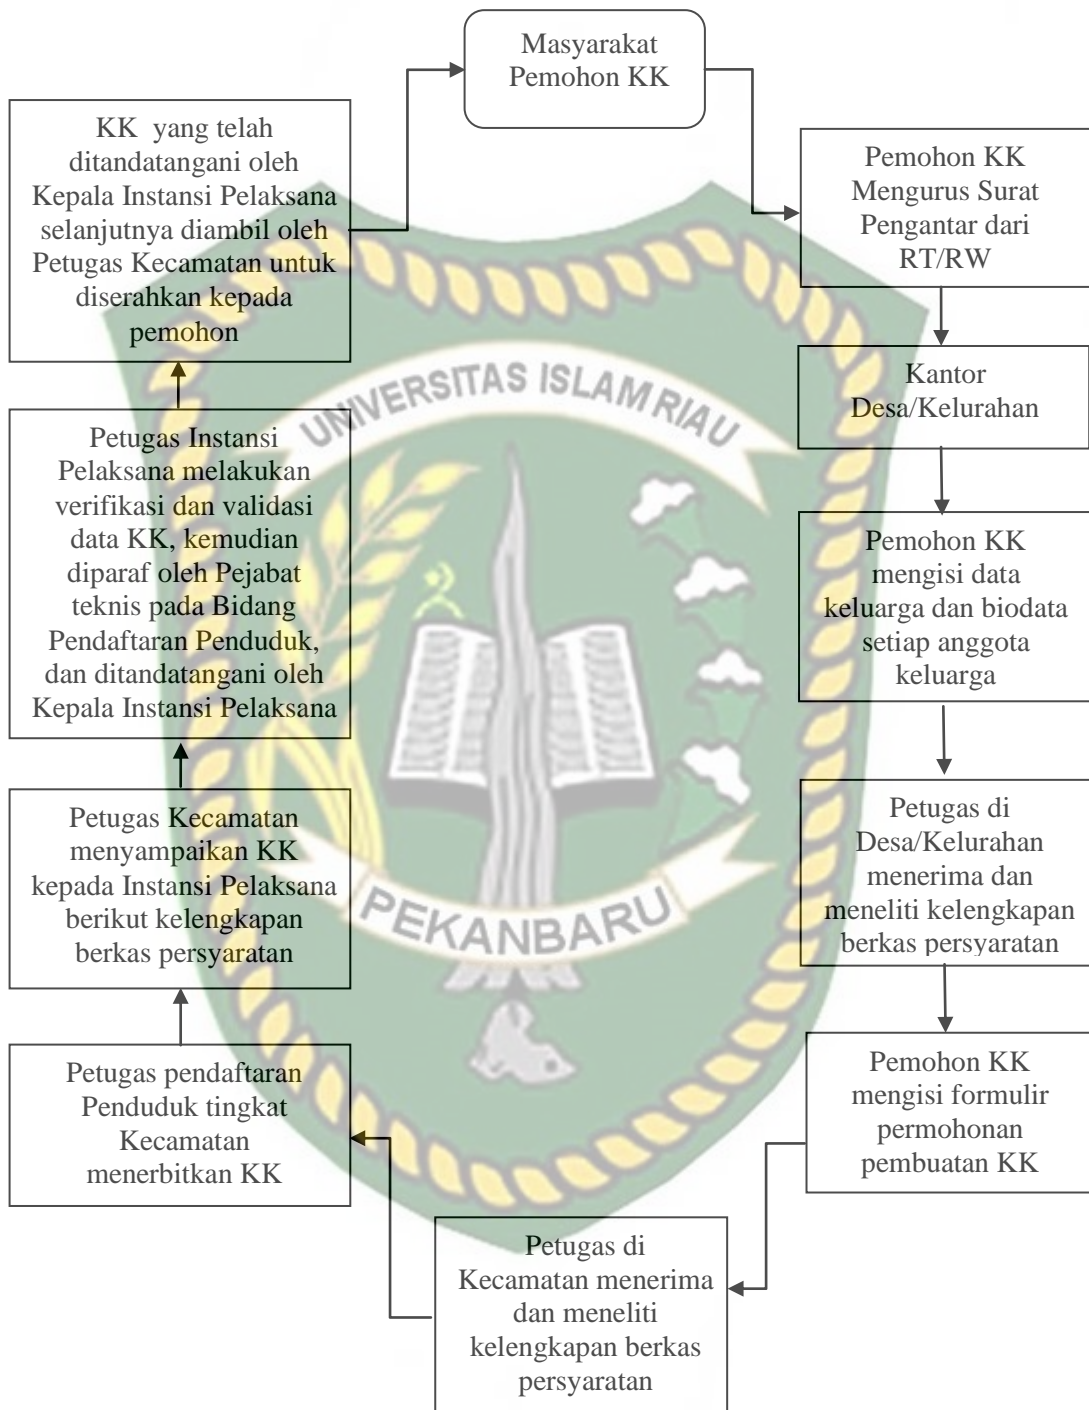 Masyarakat
Pemohon KK
Pemohon KK
Mengurus Surat
Pengantar dari
RT/RW
Kantor
Desa/Kelurahan
Pemohon KK
mengisi data
keluarga dan biodata
setiap anggota
keluarga
Petugas di
Desa/Kelurahan
menerima dan
meneliti kelengkapan
berkas persyaratan
Pemohon KK
mengisi formulir
permohonan
pembuatan KK
Petugas di
Kecamatan menerima
dan meneliti
kelengkapan berkas
persyaratan
Petugas pendaftaran
Penduduk tingkat
Kecamatan
menerbitkan KK
Petugas Kecamatan
menyampaikan KK
kepada Instansi Pelaksana
berikut kelengkapan
berkas persyaratan
Petugas Instansi
Pelaksana melakukan
verifikasi dan validasi
data KK, kemudian
diparaf oleh Pejabat
teknis pada Bidang
Pendaftaran Penduduk,
dan ditandatangani oleh
Kepala Instansi Pelaksana
KK yang telah
ditandatangani oleh
Kepala Instansi Pelaksana
selanjutnya diambil oleh
Petugas Kecamatan untuk
diserahkan kepada
pemohon
UNIVERSITAS ISLAM RIAU
PEKANBARU